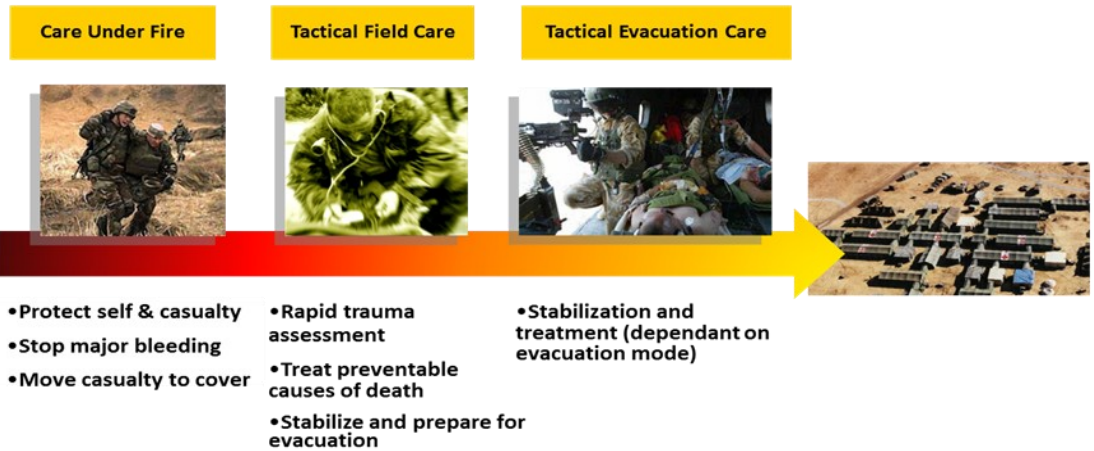 Care Under Fire
Tactical Field Care
Tactical Evacuation Care
•Protect self & casualty
•Stop major bleeding
•Move casualty to cover
•Rapid trauma
assessment
•Treat preventable
causes of death
•Stabilize and prepare for
evacuation
•Stabilization and
treatment (dependant on
evacuation mode)